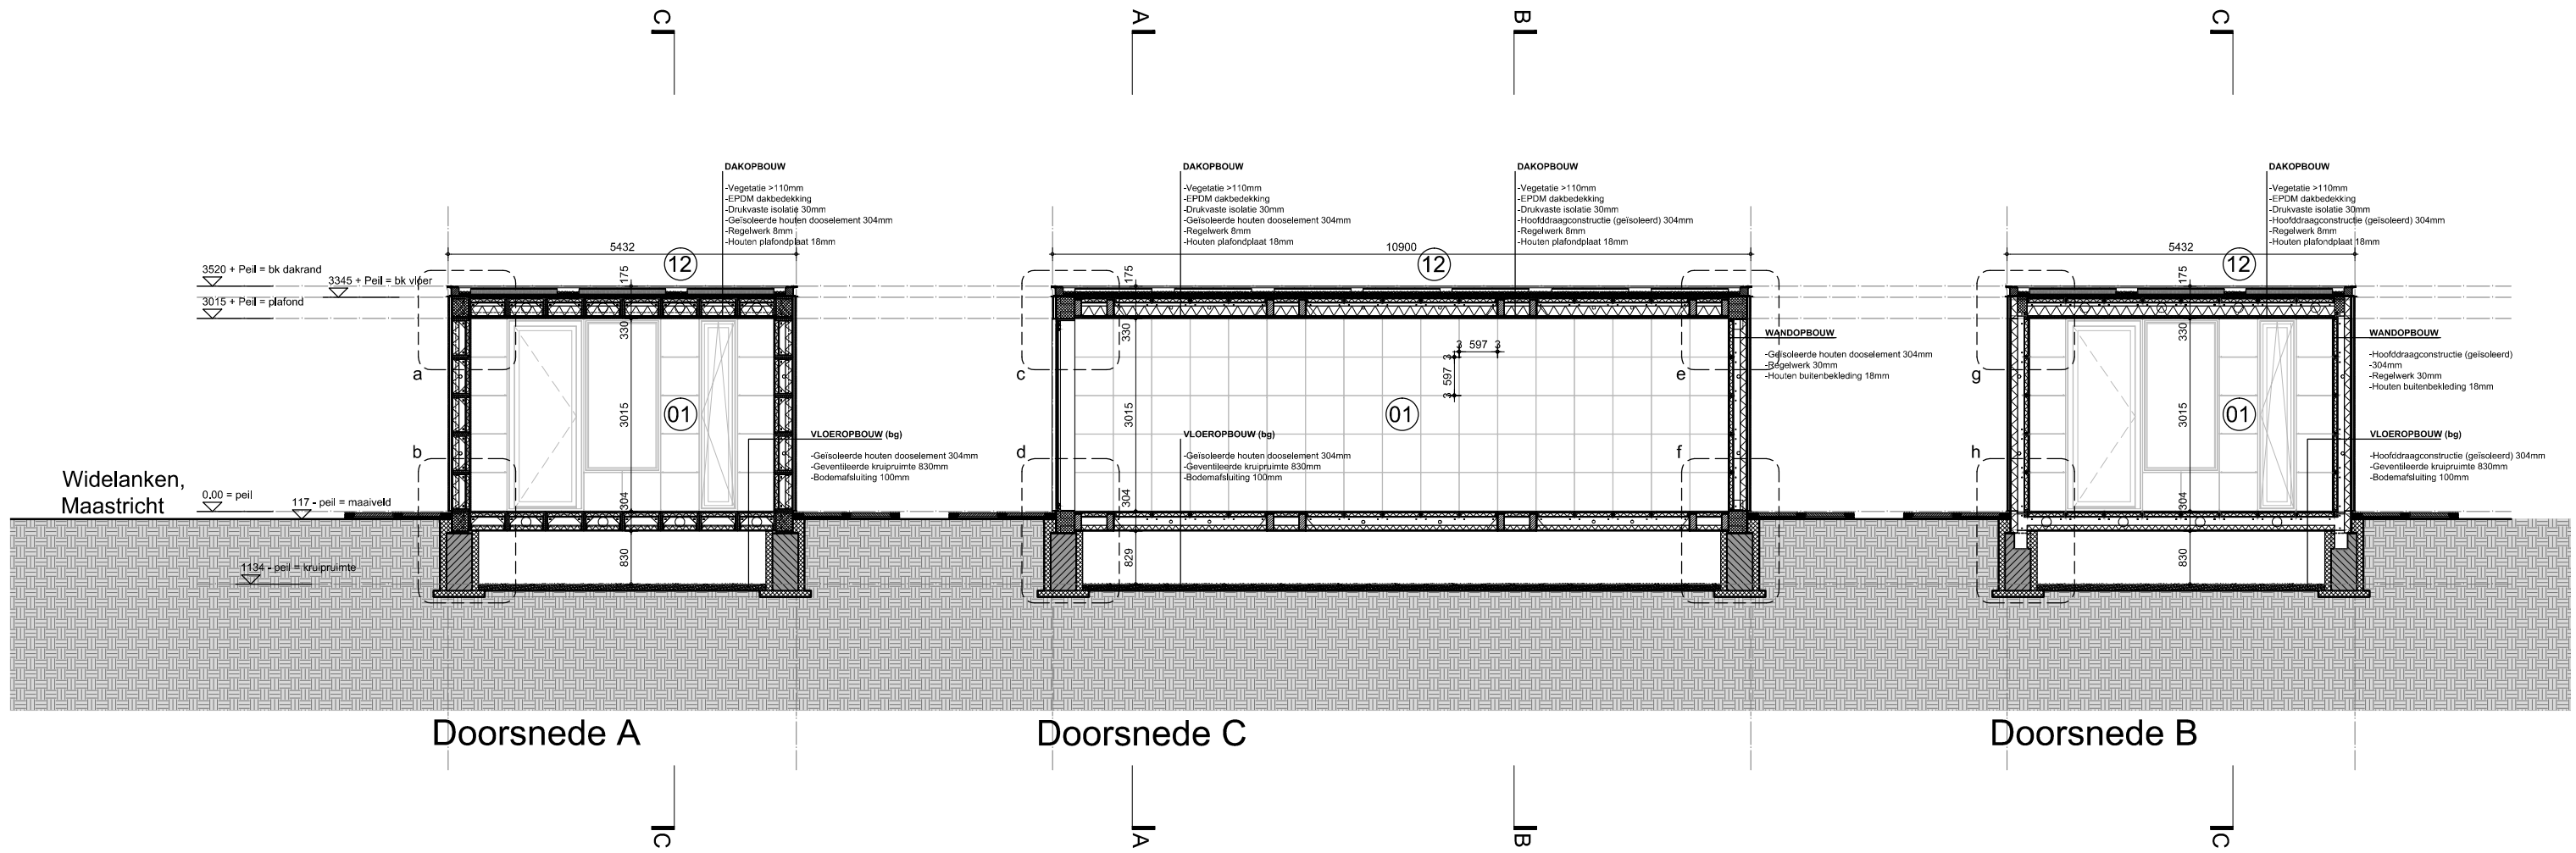 C
A
B
C
DAKOPBOUW
-Vegetatie >110mm
-EPDM dakbedekking
-Drukvaste isolatie 30mm
-Geïsoleerde houten dooselement 304mm
-Regelwerk 8mm
-Houten plafondplaat 18mm
DAKOPBOUW
-Vegetatie >110mm
-EPDM dakbedekking
-Drukvaste isolatie 30mm
-Geïsoleerde houten dooselement 304mm
-Regelwerk 8mm
-Houten plafondplaat 18mm
DAKOPBOUW
-Vegetatie >110mm
-EPDM dakbedekking
-Drukvaste isolatie 30mm
-Hoofddraagconstructie (geïsoleerd) 304mm
-Regelwerk 8mm
-Houten plafondplaat 18mm
DAKOPBOUW
-Vegetatie >110mm
-EPDM dakbedekking
-Drukvaste isolatie 30mm
-Hoofddraagconstructie (geïsoleerd) 304mm
-Regelwerk 8mm
-Houten plafondplaat 18mm
3520 + Peil = bk dakrand
3345 + Peil = bk vloer
3015 + Peil = plafond
0.00 = peil
117 - peil = maaiveld
1134 - peil = kruipruimte
Widelanken,
Maastricht
5432
12
175
330
3015
304
830
01
a
b
VLOEROPBOUW (bg)
-Geïsoleerde houten dooselement 304mm
-Geventileerde kruipruimte 830mm
-Bodemafsluiting 100mm
10900
12
175
330
3015
304
829
3 597 3
3 597 3
01
c
d
e
f
VLOEROPBOUW (bg)
-Geïsoleerde houten dooselement 304mm
-Geventileerde kruipruimte 830mm
-Bodemafsluiting 100mm
WANDOPBOUW
-Geïsoleerde houten dooselement 304mm
-Regelwerk 30mm
-Houten buitenbekleding 18mm
5432
12
175
330
3015
304
830
01
g
h
WANDOPBOUW
-Hoofddraagconstructie (geïsoleerd)
-304mm
-Regelwerk 30mm
-Houten buitenbekleding 18mm
VLOEROPBOUW (bg)
-Hoofddraagconstructie (geïsoleerd) 304mm
-Geventileerde kruipruimte 830mm
-Bodemafsluiting 100mm
Doorsnede A
Doorsnede C
Doorsnede B
C
A
B
C